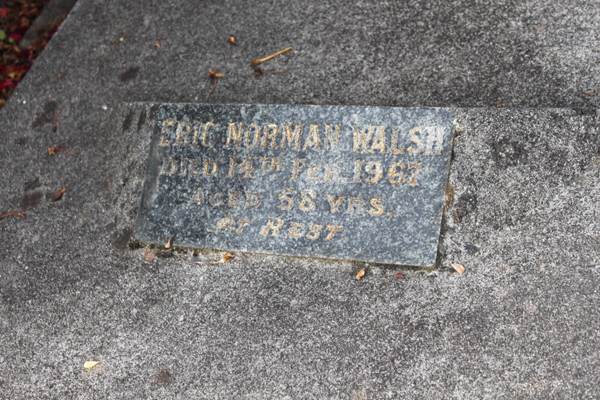 ERIC NORMAN WALSH
DIED 14TH FEB. 1967
AGED 58 YRS.
AT REST